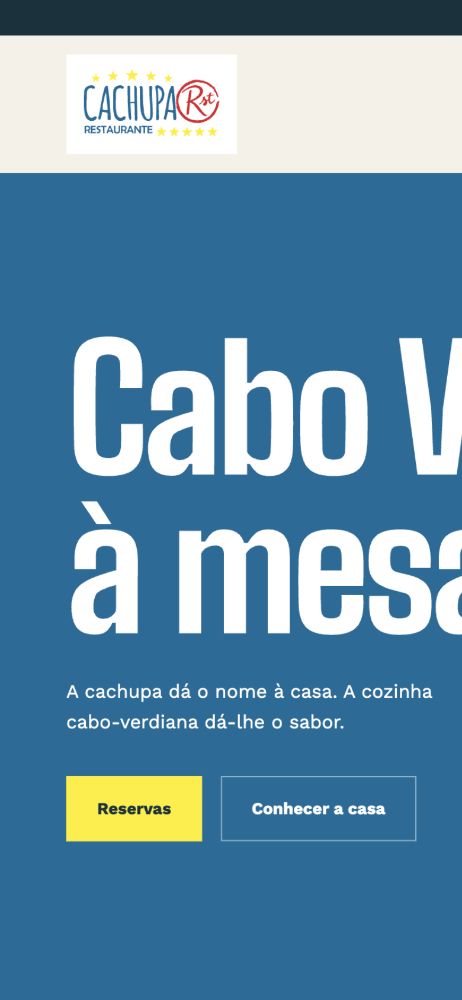 CACHUPA Rst
RESTAURANTE
Cabo V
à mesa
A cachupa dá o nome à casa. A cozinha
cabo-verdiana dá-lhe o sabor.
Reservas
Conhecer a casa